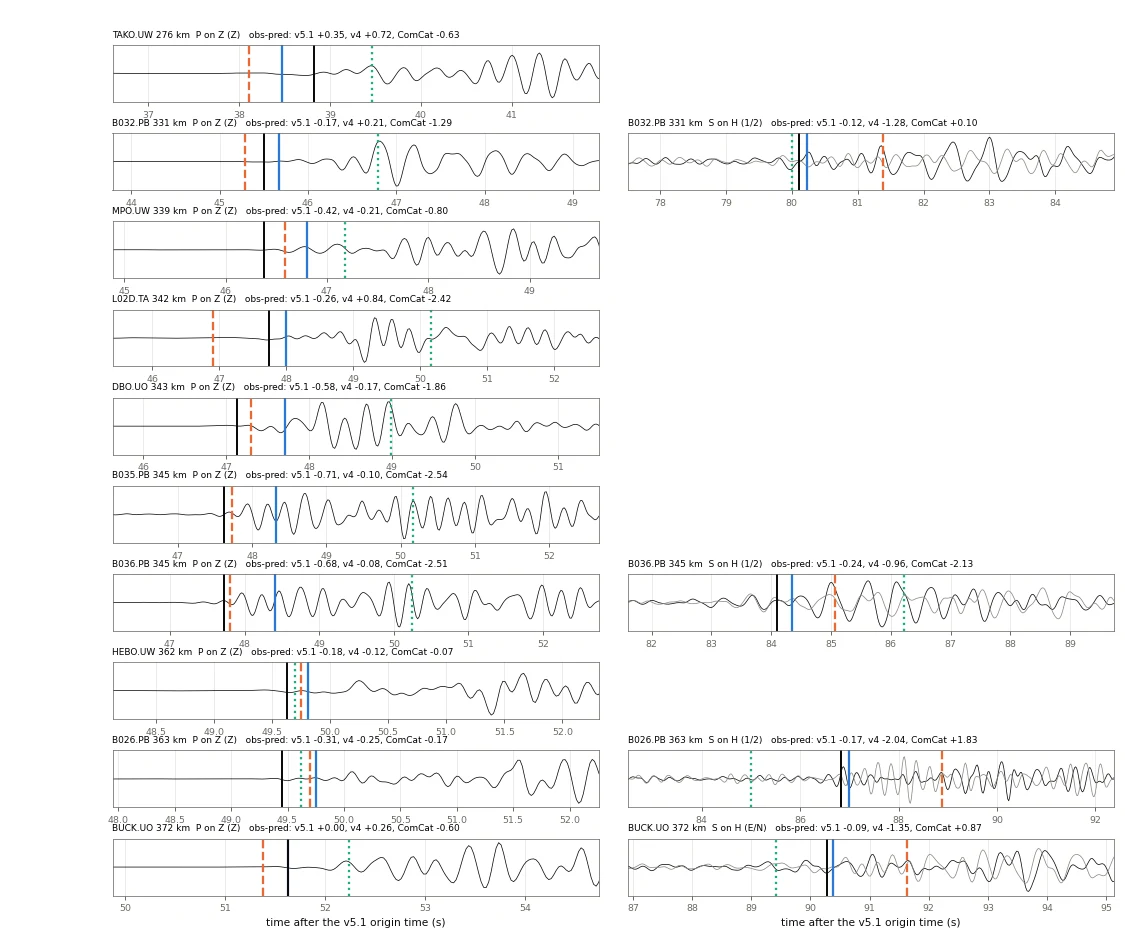 TAKO.UW 276 km P on Z (Z) obs-pred: v5.1 +0.35, v4 +0.72, ComCat -0.63
37 38 39 40 41
B032.PB 331 km P on Z (Z) obs-pred: v5.1 -0.17, v4 +0.21, ComCat -1.29
44 45 46 47 48 49
B032.PB 331 km S on H (1/2) obs-pred: v5.1 -0.12, v4 -1.28, ComCat +0.10
78 79 80 81 82 83 84
MPO.UW 339 km P on Z (Z) obs-pred: v5.1 -0.42, v4 -0.21, ComCat -0.80
45 46 47 48 49
L02D.TA 342 km P on Z (Z) obs-pred: v5.1 -0.26, v4 +0.84, ComCat -2.42
46 47 48 49 50 51 52
DBO.UO 343 km P on Z (Z) obs-pred: v5.1 -0.58, v4 -0.17, ComCat -1.86
46 47 48 49 50 51
B035.PB 345 km P on Z (Z) obs-pred: v5.1 -0.71, v4 -0.10, ComCat -2.54
47 48 49 50 51 52
B036.PB 345 km P on Z (Z) obs-pred: v5.1 -0.68, v4 -0.08, ComCat -2.51
47 48 49 50 51 52
B036.PB 345 km S on H (1/2) obs-pred: v5.1 -0.24, v4 -0.96, ComCat -2.13
82 83 84 85 86 87 88 89
HEBO.UW 362 km P on Z (Z) obs-pred: v5.1 -0.18, v4 -0.12, ComCat -0.07
48.5 49.0 49.5 50.0 50.5 51.0 51.5 52.0
B026.PB 363 km P on Z (Z) obs-pred: v5.1 -0.31, v4 -0.25, ComCat -0.17
48.0 48.5 49.0 49.5 50.0 50.5 51.0 51.5 52.0
B026.PB 363 km S on H (1/2) obs-pred: v5.1 -0.17, v4 -2.04, ComCat +1.83
84 86 88 90 92
BUCK.UO 372 km P on Z (Z) obs-pred: v5.1 +0.00, v4 +0.26, ComCat -0.60
50 51 52 53 54
time after the v5.1 origin time (s)
BUCK.UO 372 km S on H (E/N) obs-pred: v5.1 -0.09, v4 -1.35, ComCat +0.87
87 88 89 90 91 92 93 94 95
time after the v5.1 origin time (s)